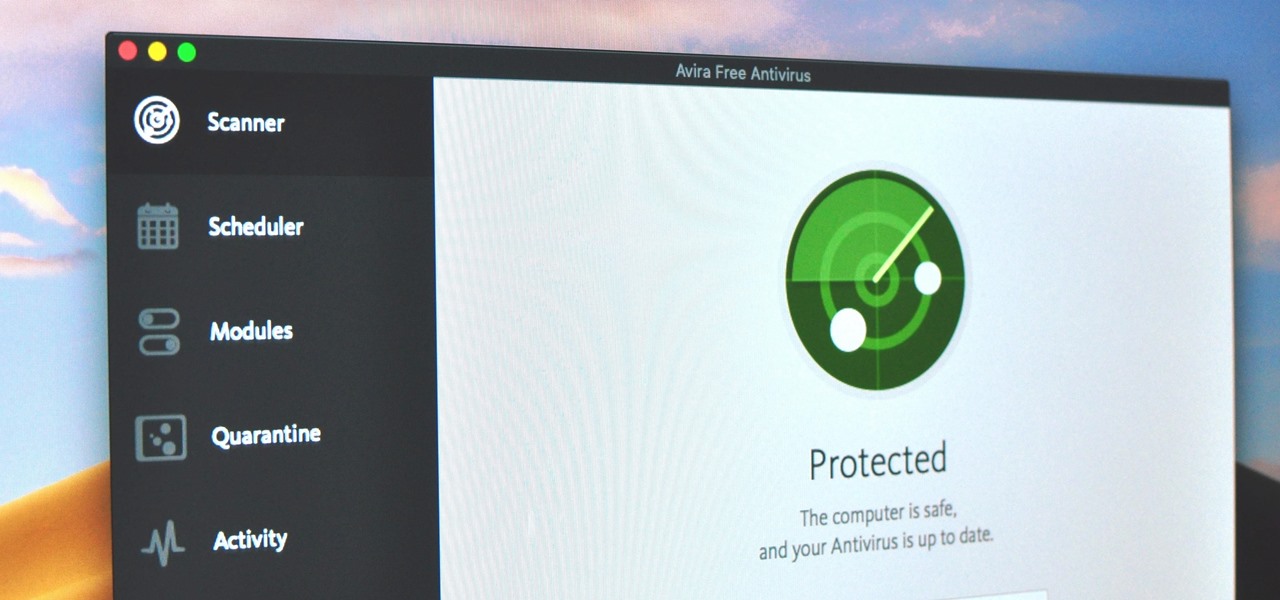 Avira Free Antivirus
Scanner
Scheduler
Modules
Quarantine
Activity
Protected
The computer is safe,
and your Antivirus is up to date.